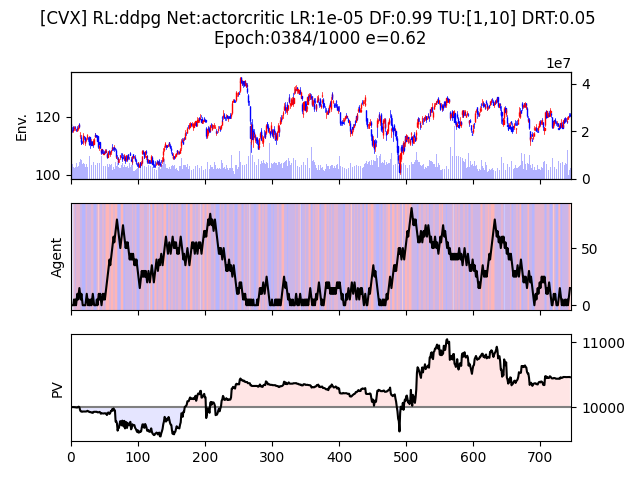 [CVX] RL:ddpg Net:actorcritic LR:1e-05 DF:0.99 TU:[1,10] DRT:0.05
Epoch:0384/1000 e=0.62
1e7
Env.
120
100
4
2
0
Agent
50
0
PV
11000
10000
0 100 200 300 400 500 600 700